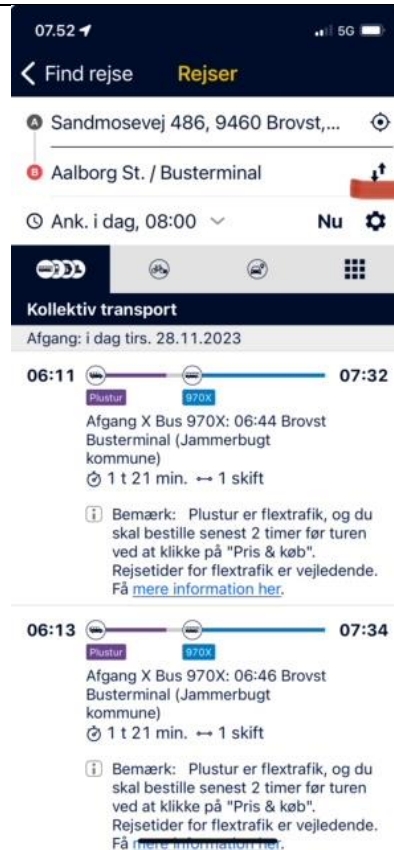 07.52
5G
Find rejse Rejser
A Sandmosevej 486, 9460 Brovst,...
B Aalborg St. / Busterminal
Ank. i dag, 08:00 Nu
Kollektiv transport
Afgang: i dag tirs. 28.11.2023
06:11 07:32
Plustur 970X
Afgang X Bus 970X: 06:44 Brovst
Busterminal (Jammerbugt
kommune)
1 t 21 min. 1 skift
i Bemærk: Plustur er flextrafik, og du
skal bestille senest 2 timer før turen
ved at klikke på "Pris & køb".
Rejsetider for flextrafik er vejledende.
Få mere information her.
06:13 07:34
Plustur 970X
Afgang X Bus 970X: 06:46 Brovst
Busterminal (Jammerbugt
kommune)
1 t 21 min. 1 skift
i Bemærk: Plustur er flextrafik, og du
skal bestille senest 2 timer før turen
ved at klikke på "Pris & køb".
Rejsetider for flextrafik er vejledende.
Få mere information her.